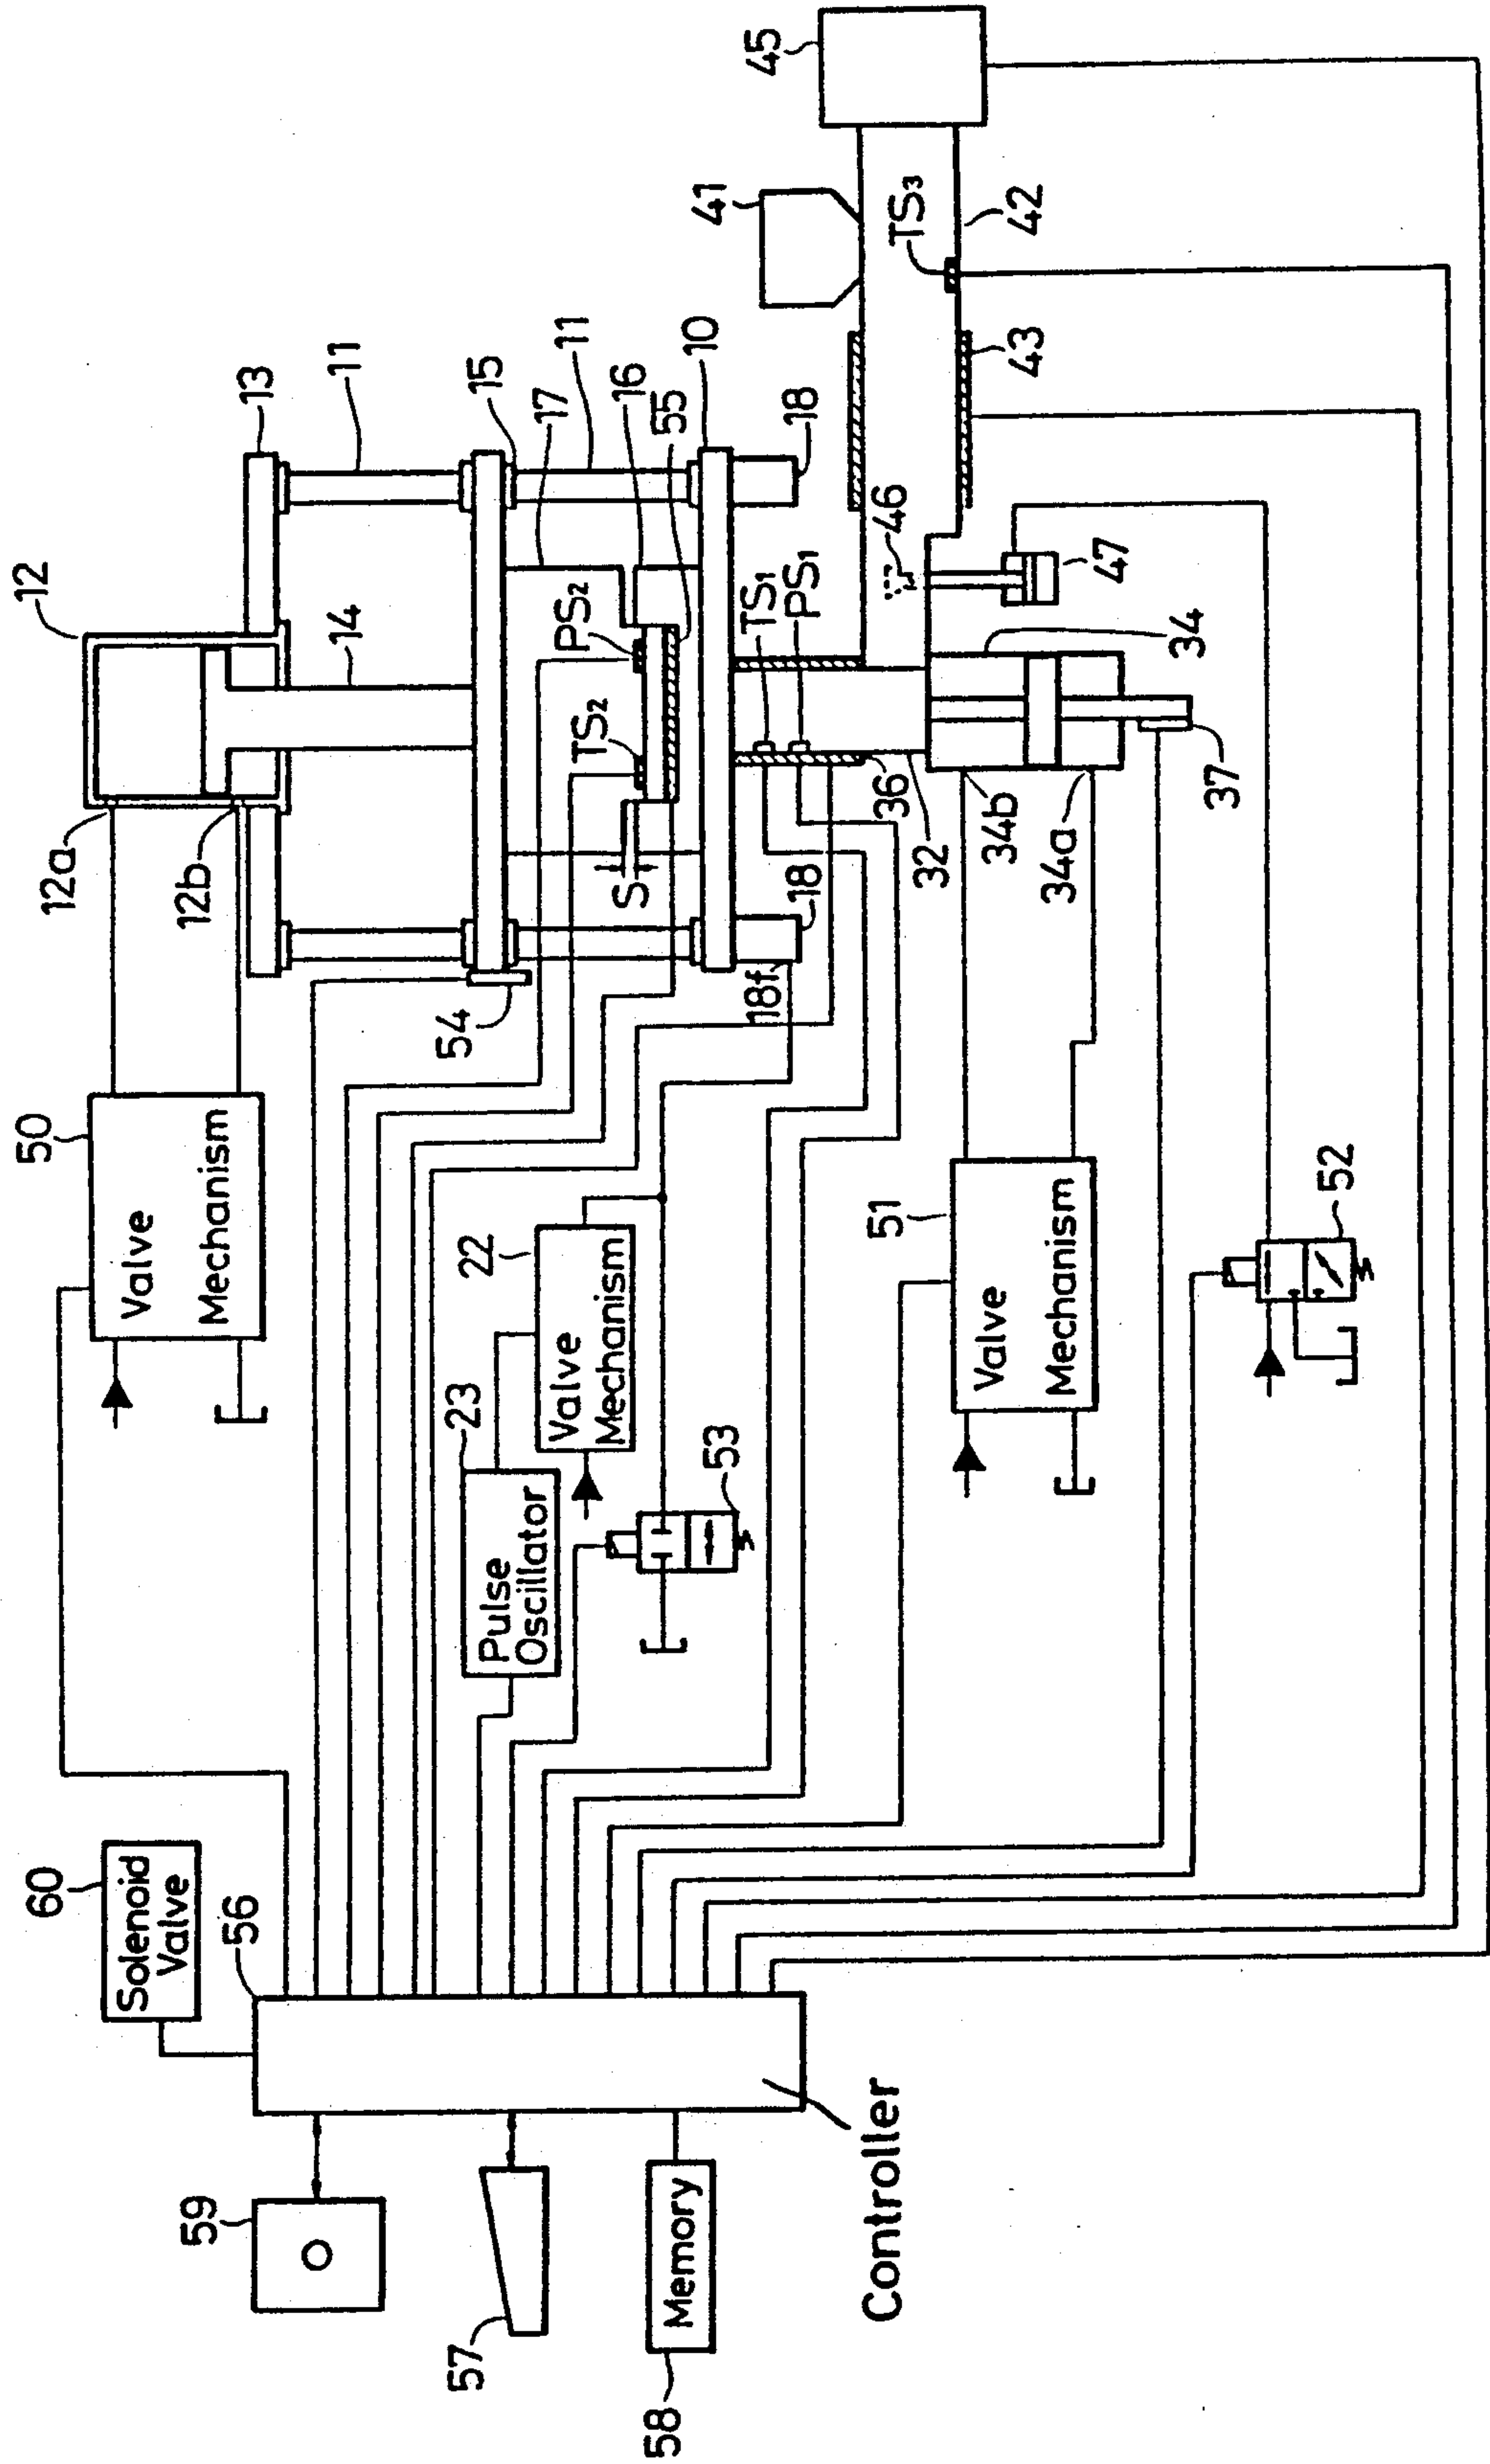 12
13
11
12a
12b
14
15
17
11
16
55
10
PS2
TS2
S
54
18
18
18f
TS1
PS1
36
32
34
34b
34a
37
46
47
41
45
TS3
42
43
50
Valve
Mechanism
22
Valve
Mechanism
23
Pulse
Oscillator
53
51
Valve
Mechanism
52
60
Solenoid
Valve
56
Controller
59
57
Memory
58